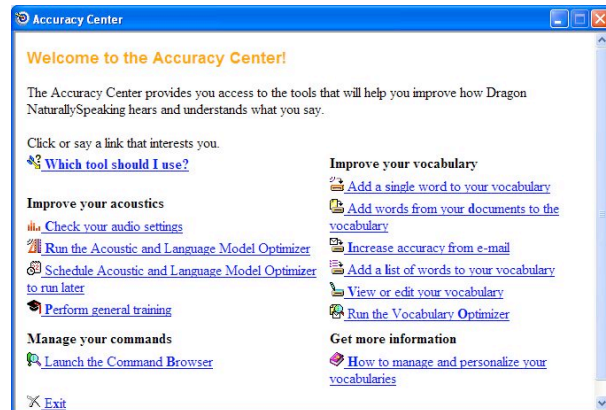 Accuracy Center
Welcome to the Accuracy Center!
The Accuracy Center provides you access to the tools that will help you improve how Dragon
NaturallySpeaking hears and understands what you say.
Click or say a link that interests you.
Which tool should I use?
Improve your acoustics
Check your audio settings
Run the Acoustic and Language Model Optimizer
Schedule Acoustic and Language Model Optimizer
to run later
Perform general training
Manage your commands
Launch the Command Browser
Exit
Improve your vocabulary
Add a single word to your vocabulary
Add words from your documents to the
vocabulary
Increase accuracy from e-mail
Add a list of words to your vocabulary
View or edit your vocabulary
Run the Vocabulary Optimizer
Get more information
How to manage and personalize your
vocabularies